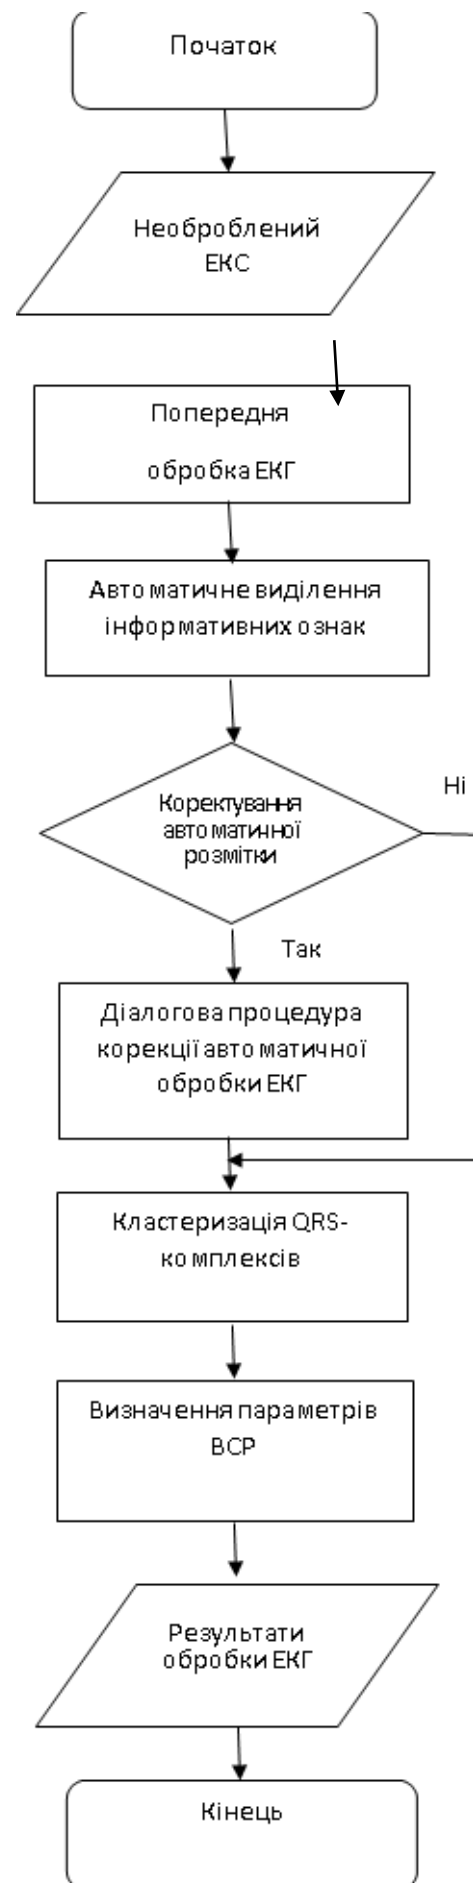 Початок
Необроблений
ЕКС
Попередня
обробка ЕКГ
Автоматичне виділення
інформативних ознак
Ні
Коректування
автоматичної
розмітки
Так
Діалогова процедура
корекції автоматичної
обробки ЕКГ
Кластеризація QRS-
комплексів
Визначення параметрів
ВСР
Результати
обробки ЕКГ
Кінець